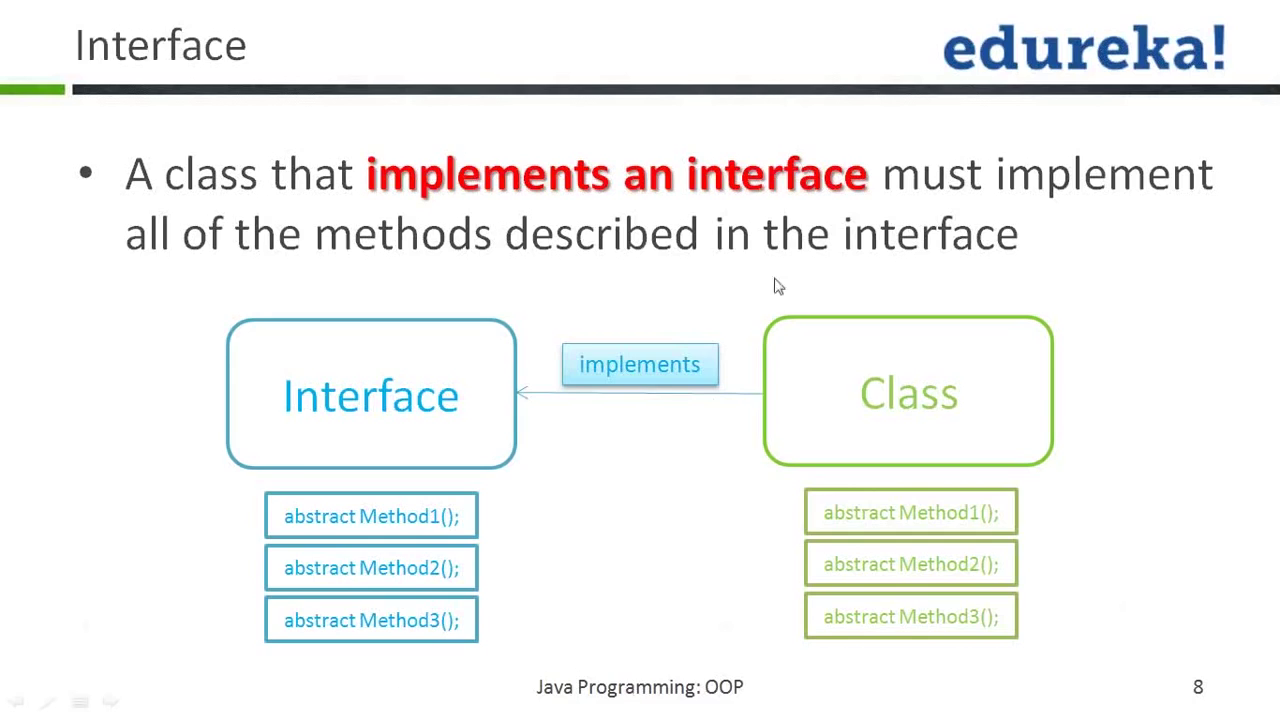 Interface
edureka!
• A class that implements an interface must implement
all of the methods described in the interface
implements
Interface
Class
abstract Method1();
abstract Method2();
abstract Method3();
abstract Method1();
abstract Method2();
abstract Method3();
Java Programming: OOP
8